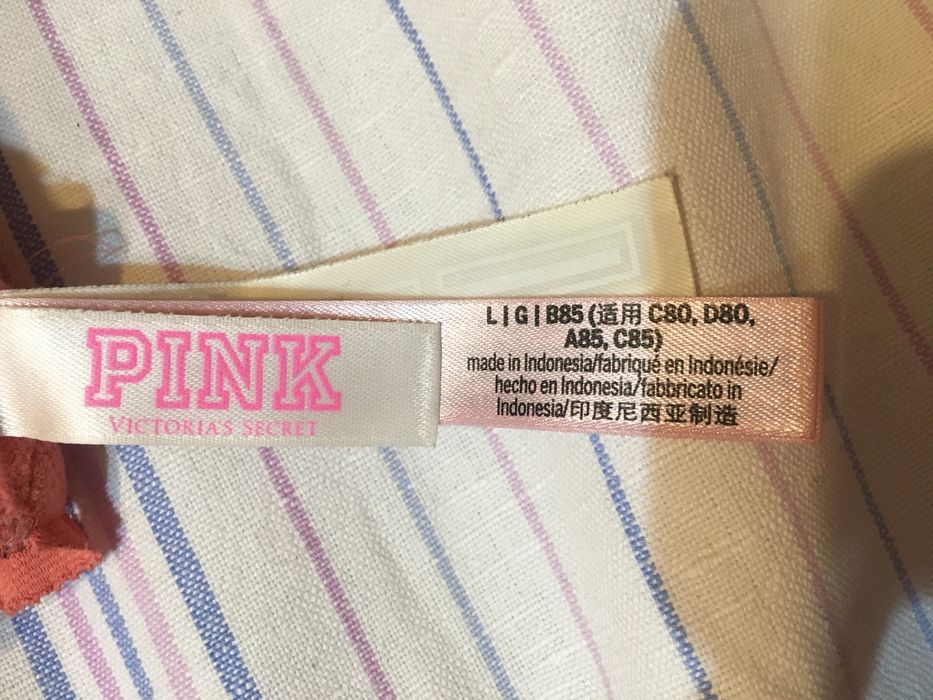 PINK
VICTORIA'S SECRET
L | G | B85 (适用 C80, D80,
A85, C85)
made in Indonesia/fabriqué en Indonésie/
hecho en Indonesia/fabbricato in
Indonesia/印度尼西亚制造